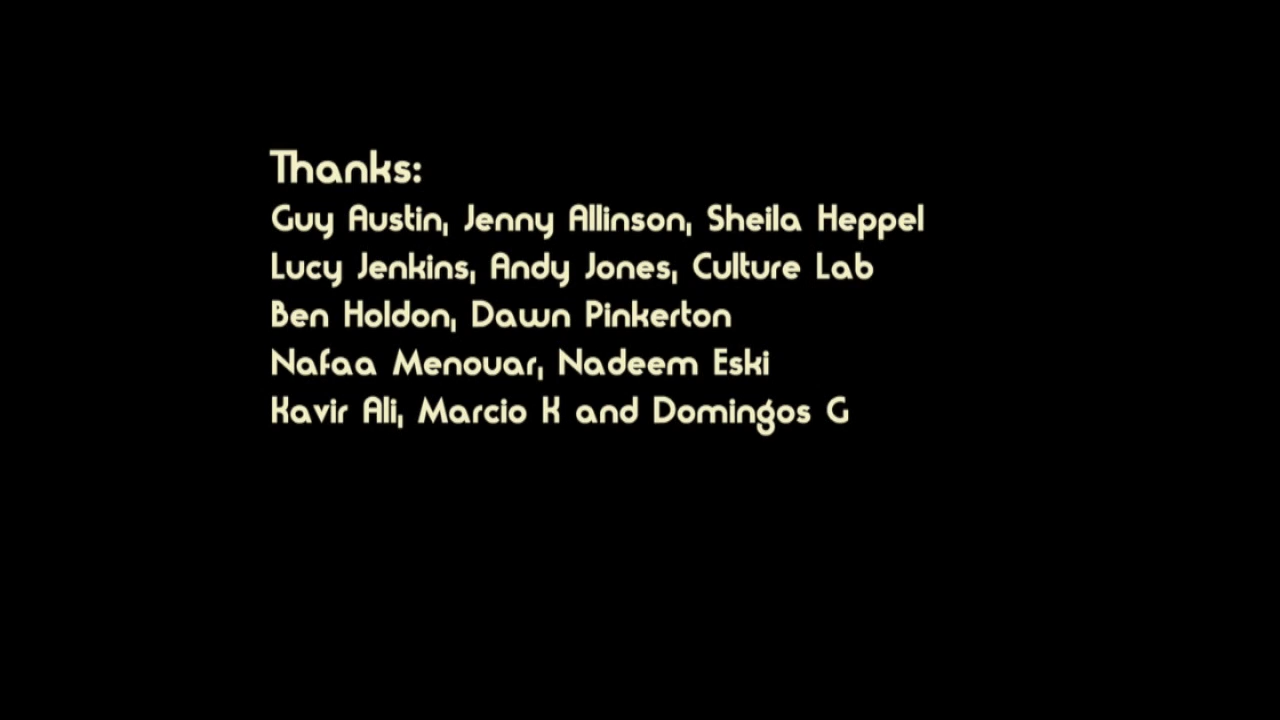 Thanks:
Guy Austin, Jenny Allinson, Sheila Heppel
Lucy Jenkins, Andy Jones, Culture Lab
Ben Holdon, Dawn Pinkerton
Nafaa Menouar, Nadeem Eski
Kavir Ali, Marcio K and Domingos G